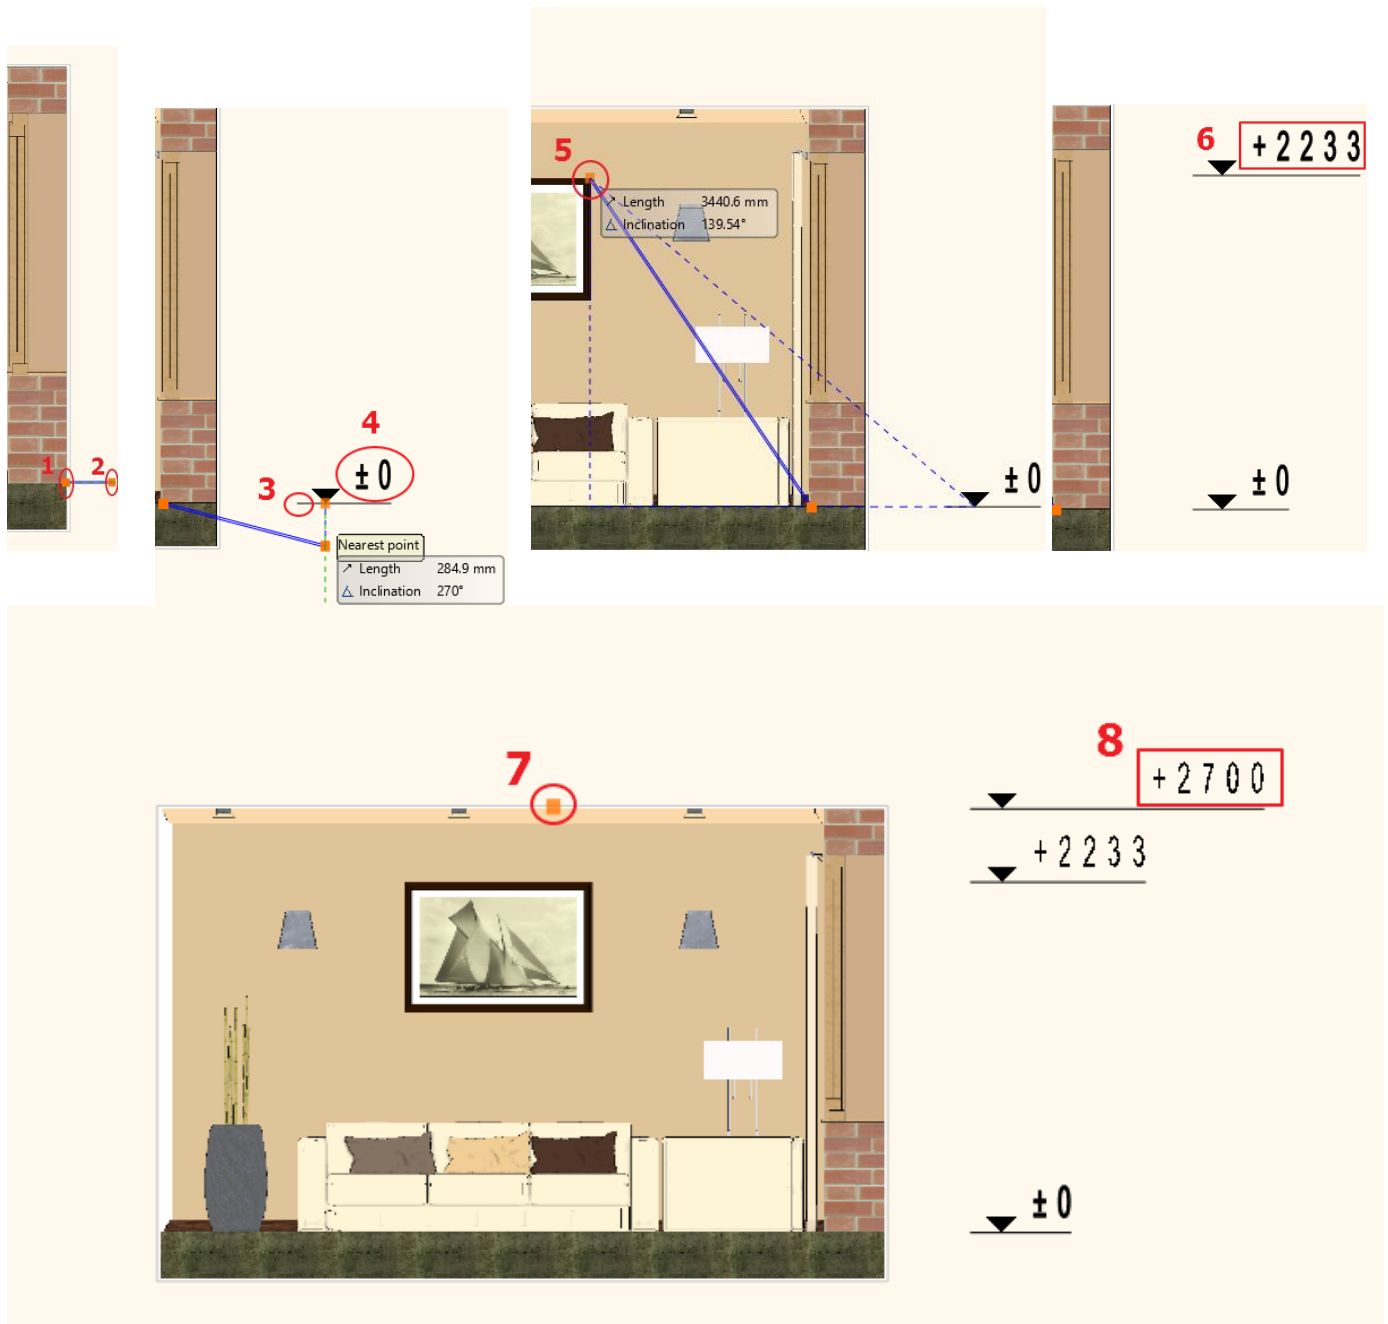 1 2
4
± 0
3
Nearest point
Length 284.9 mm
Inclination 270°
5
Length 3440.6 mm
Inclination 139.54°
± 0
6 +2233
± 0
7
8
+2700
+2233
± 0